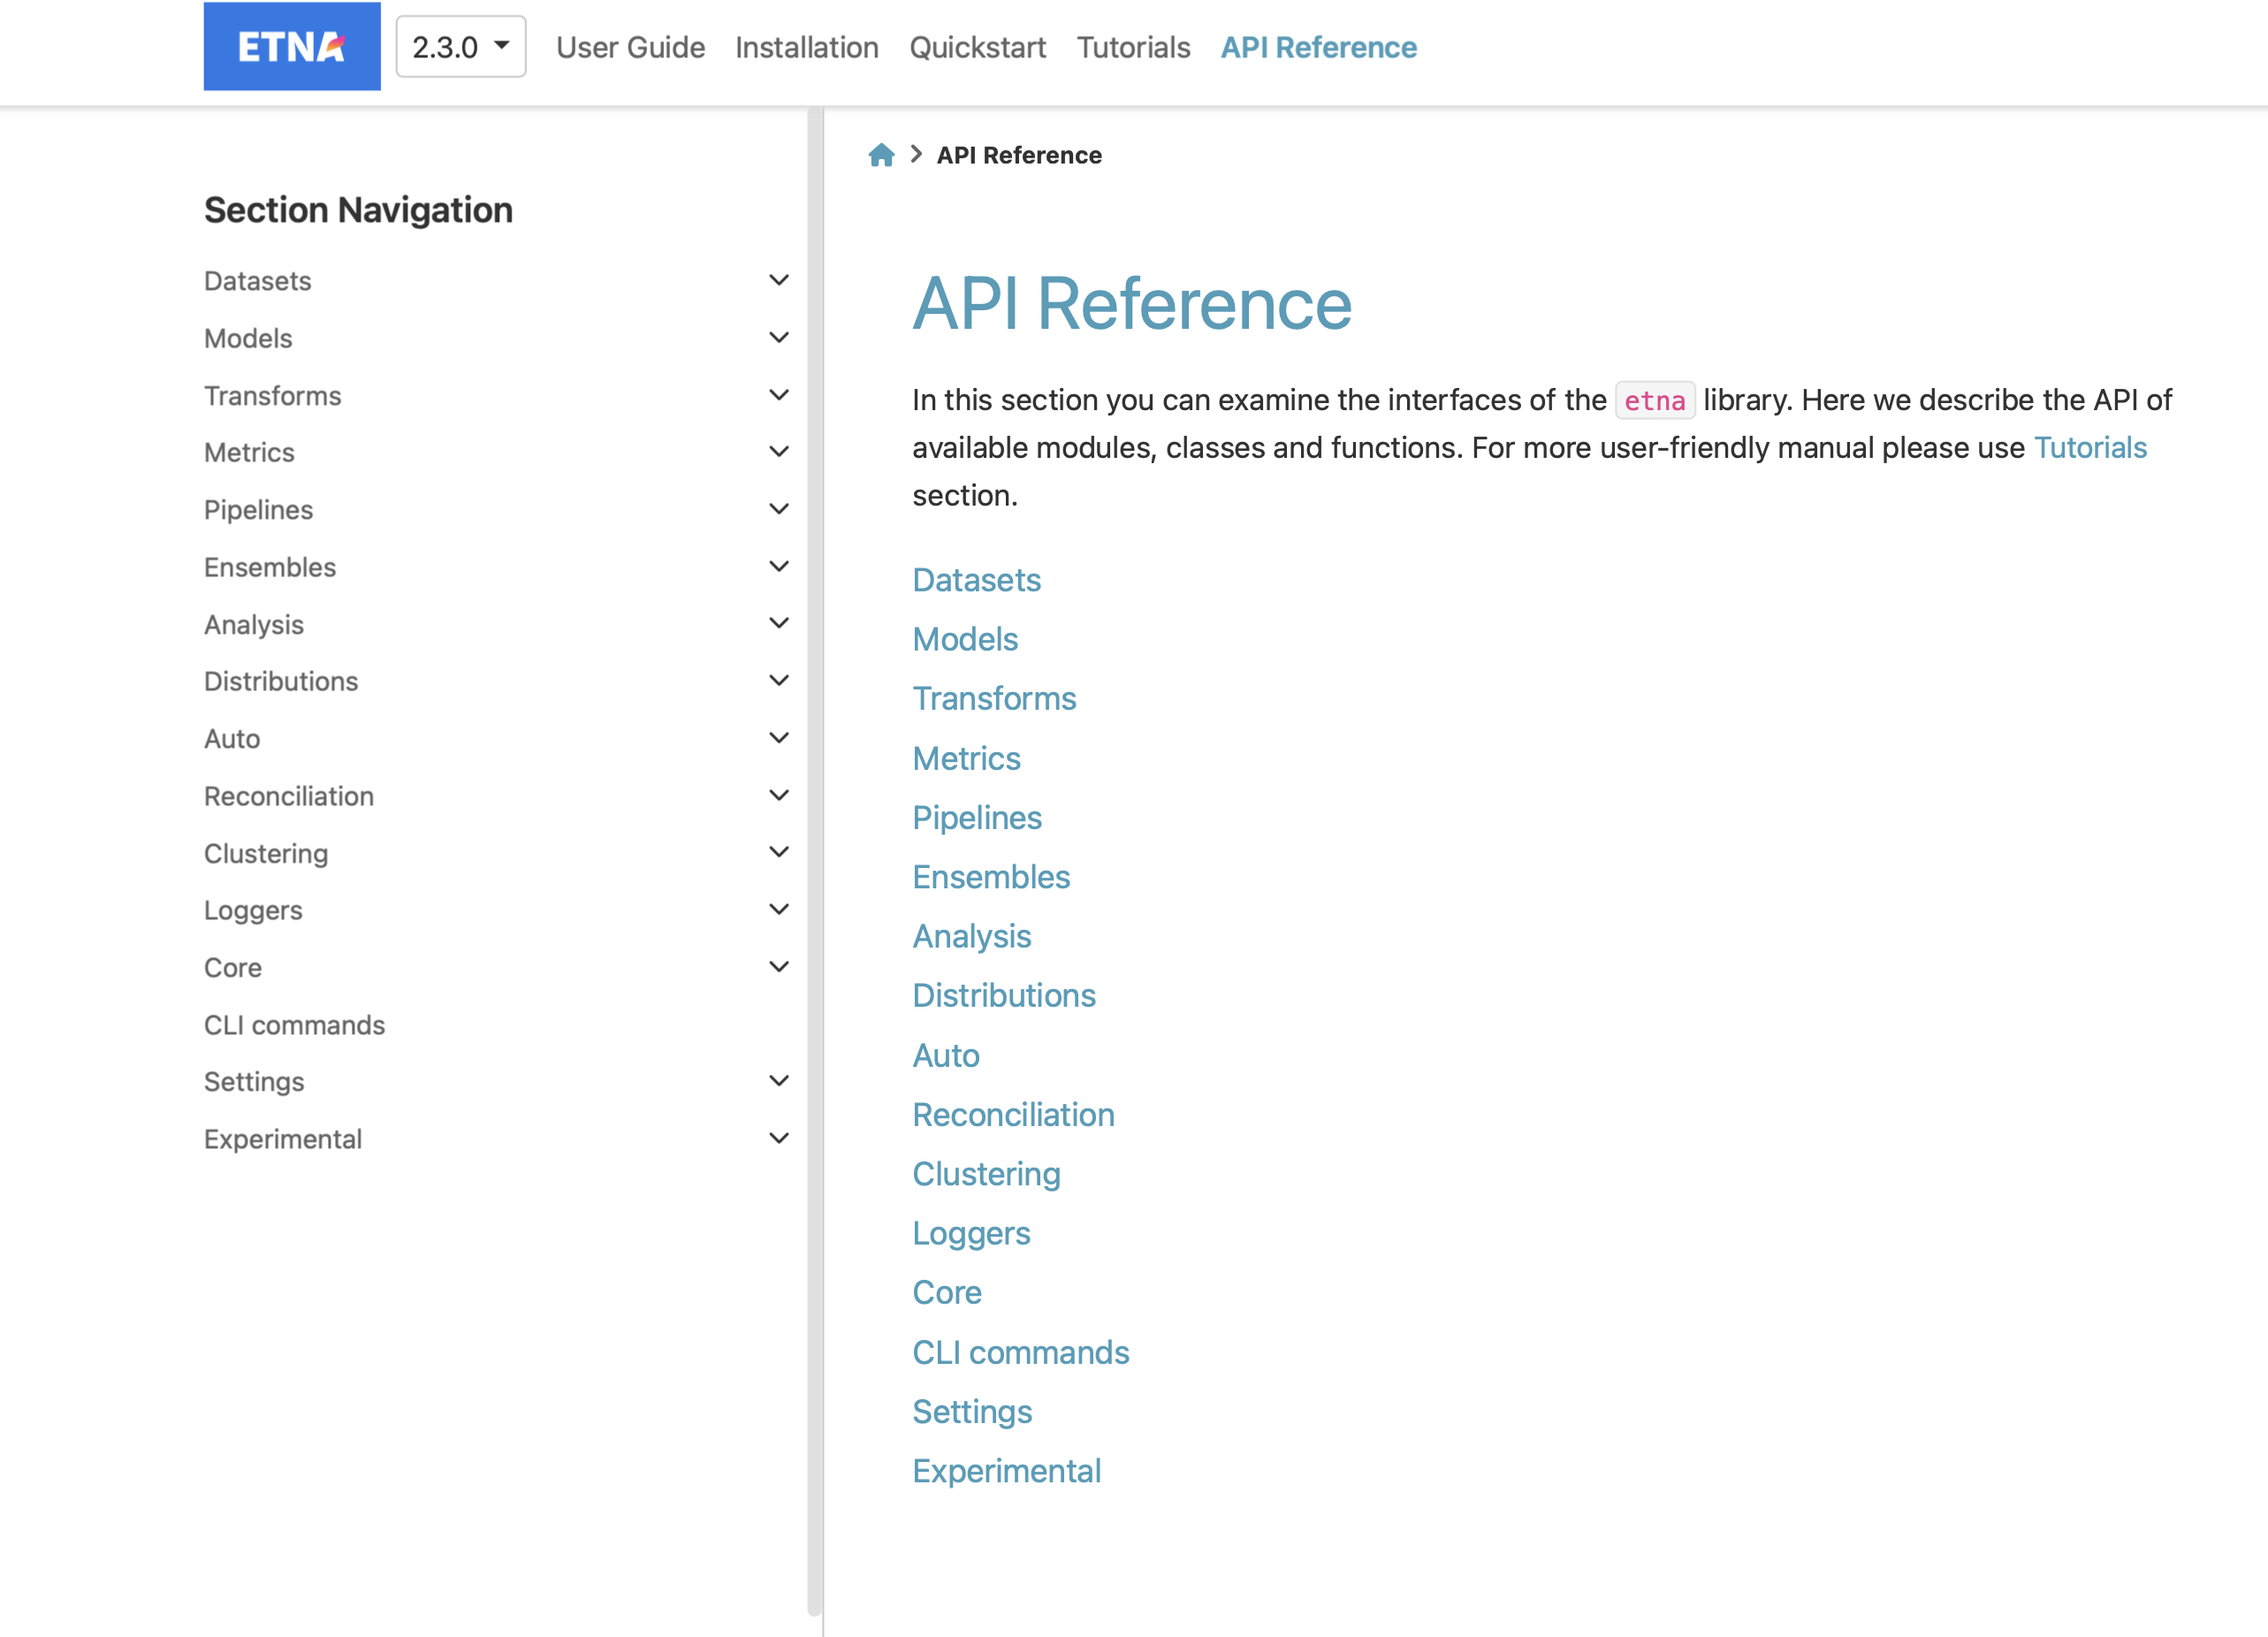 ETNA 2.3.0 User Guide Installation Quickstart Tutorials API Reference
Section Navigation
Datasets
Models
Transforms
Metrics
Pipelines
Ensembles
Analysis
Distributions
Auto
Reconciliation
Clustering
Loggers
Core
CLI commands
Settings
Experimental
API Reference
API Reference
In this section you can examine the interfaces of the etna library. Here we describe the API of
available modules, classes and functions. For more user-friendly manual please use Tutorials
section.
Datasets
Models
Transforms
Metrics
Pipelines
Ensembles
Analysis
Distributions
Auto
Reconciliation
Clustering
Loggers
Core
CLI commands
Settings
Experimental